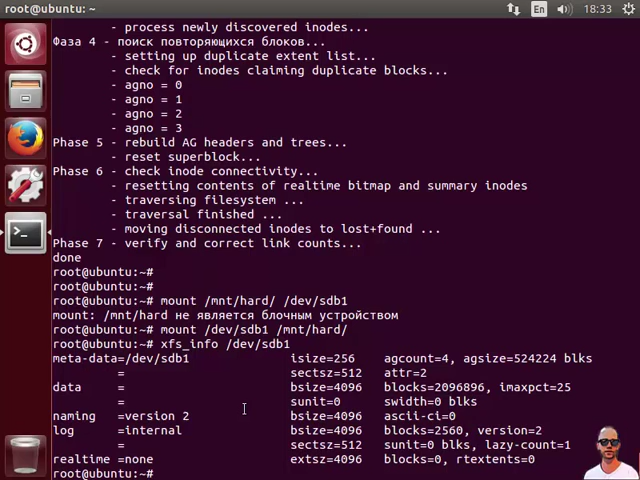 root@ubuntu: ~
En
18:33
- process newly discovered inodes...
Фаза 4 - поиск повторяющихся блоков...
- setting up duplicate extent list...
- check for inodes claiming duplicate blocks...
- agno = 0
- agno = 1
- agno = 2
- agno = 3
Phase 5 - rebuild AG headers and trees...
- reset superblock...
Phase 6 - check inode connectivity...
- resetting contents of realtime bitmap and summary inodes
- traversing filesystem ...
- traversal finished ...
- moving disconnected inodes to lost+found ...
Phase 7 - verify and correct link counts...
done
root@ubuntu:~#
root@ubuntu:~#
root@ubuntu:~# mount /mnt/hard/ /dev/sdb1
mount: /mnt/hard не является блочным устройством
root@ubuntu:~# mount /dev/sdb1 /mnt/hard/
root@ubuntu:~# xfs_info /dev/sdb1
meta-data=/dev/sdb1 isize=256 agcount=4, agsize=524224 blks
= sectsz=512 attr=2
data = bsize=4096 blocks=2096896, imaxpct=25
= sunit=0 swidth=0 blks
naming =version 2 bsize=4096 ascii-ci=0
log =internal bsize=4096 blocks=2560, version=2
= sectsz=512 sunit=0 blks, lazy-count=1
realtime =none extsz=4096 blocks=0, rtextents=0
root@ubuntu:~#